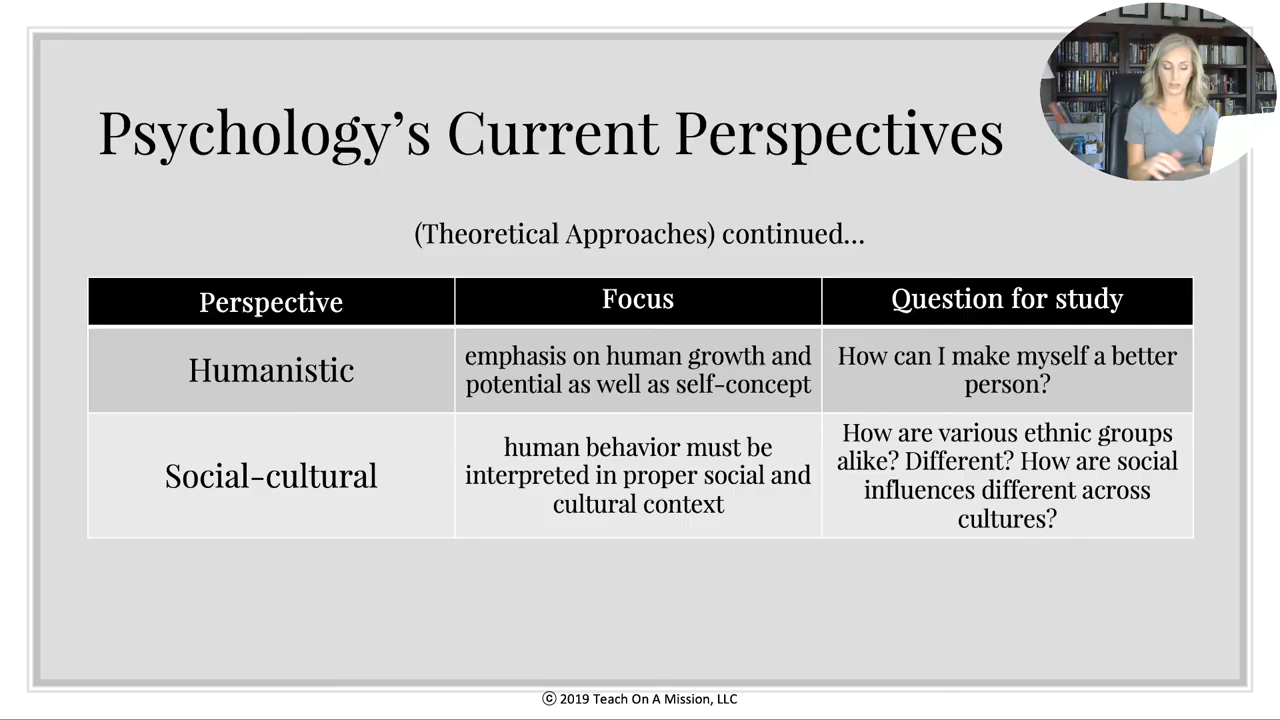 Psychology’s Current Perspectives
(Theoretical Approaches) continued…
Perspective
Focus
Question for study
Humanistic
emphasis on human growth and
potential as well as self-concept
How can I make myself a better
person?
Social-cultural
human behavior must be
interpreted in proper social and
cultural context
How are various ethnic groups
alike? Different? How are social
influences different across
cultures?
ⓒ 2019 Teach On A Mission, LLC